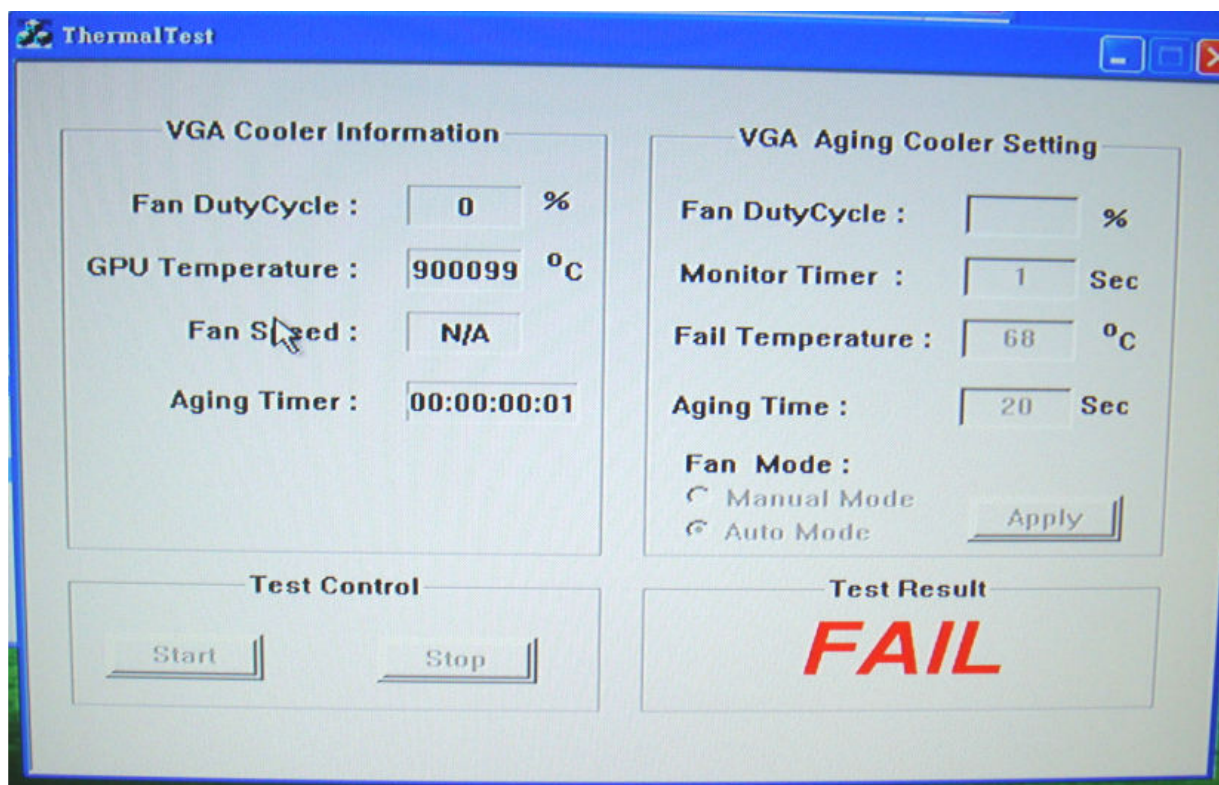 ThermalTest
VGA Cooler Information
Fan DutyCycle : 0 %
GPU Temperature : 900099 °C
Fan Speed : N/A
Aging Timer : 00:00:00:01
VGA Aging Cooler Setting
Fan DutyCycle : %
Monitor Timer : 1 Sec
Fail Temperature : 68 °C
Aging Time : 20 Sec
Fan Mode :
Manual Mode
Auto Mode
Apply
Test Control
Start Stop
Test Result
FAIL